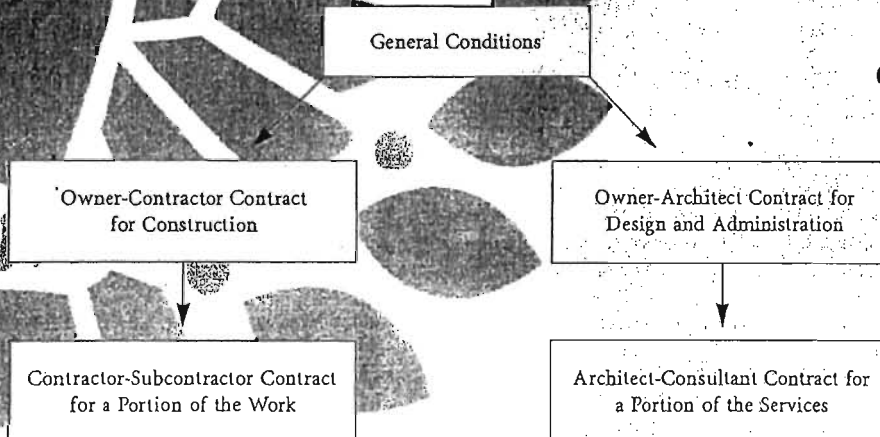 General Conditions
Owner-Contractor Contract
for Construction
Owner-Architect Contract for
Design and Administration
Contractor-Subcontractor Contract
for a Portion of the Work
Architect-Consultant Contract for
a Portion of the Services